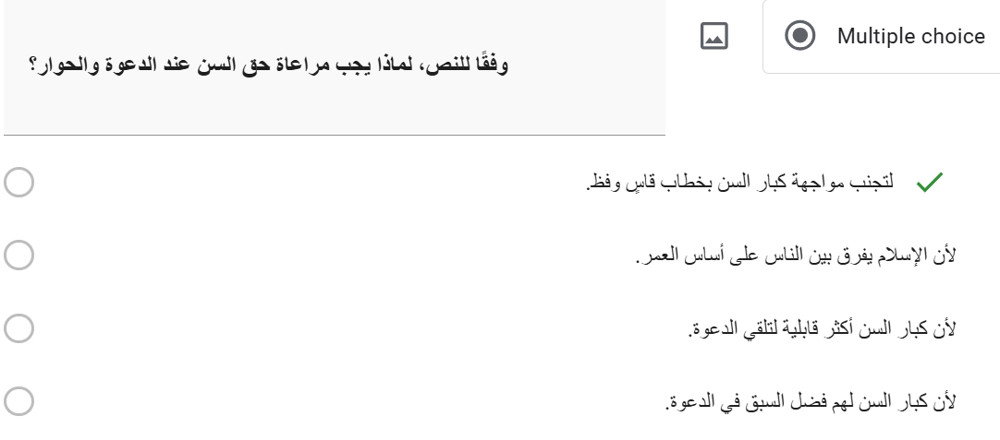 وفقًا للنص، لماذا يجب مراعاة حق السن عند الدعوة والحوار؟
Multiple choice
لتجنب مواجهة كبار السن بخطاب قاسٍ وفظ.
لأن الإسلام يفرق بين الناس على أساس العمر.
لأن كبار السن أكثر قابلية لتلقي الدعوة.
لأن كبار السن لهم فضل السبق في الدعوة.